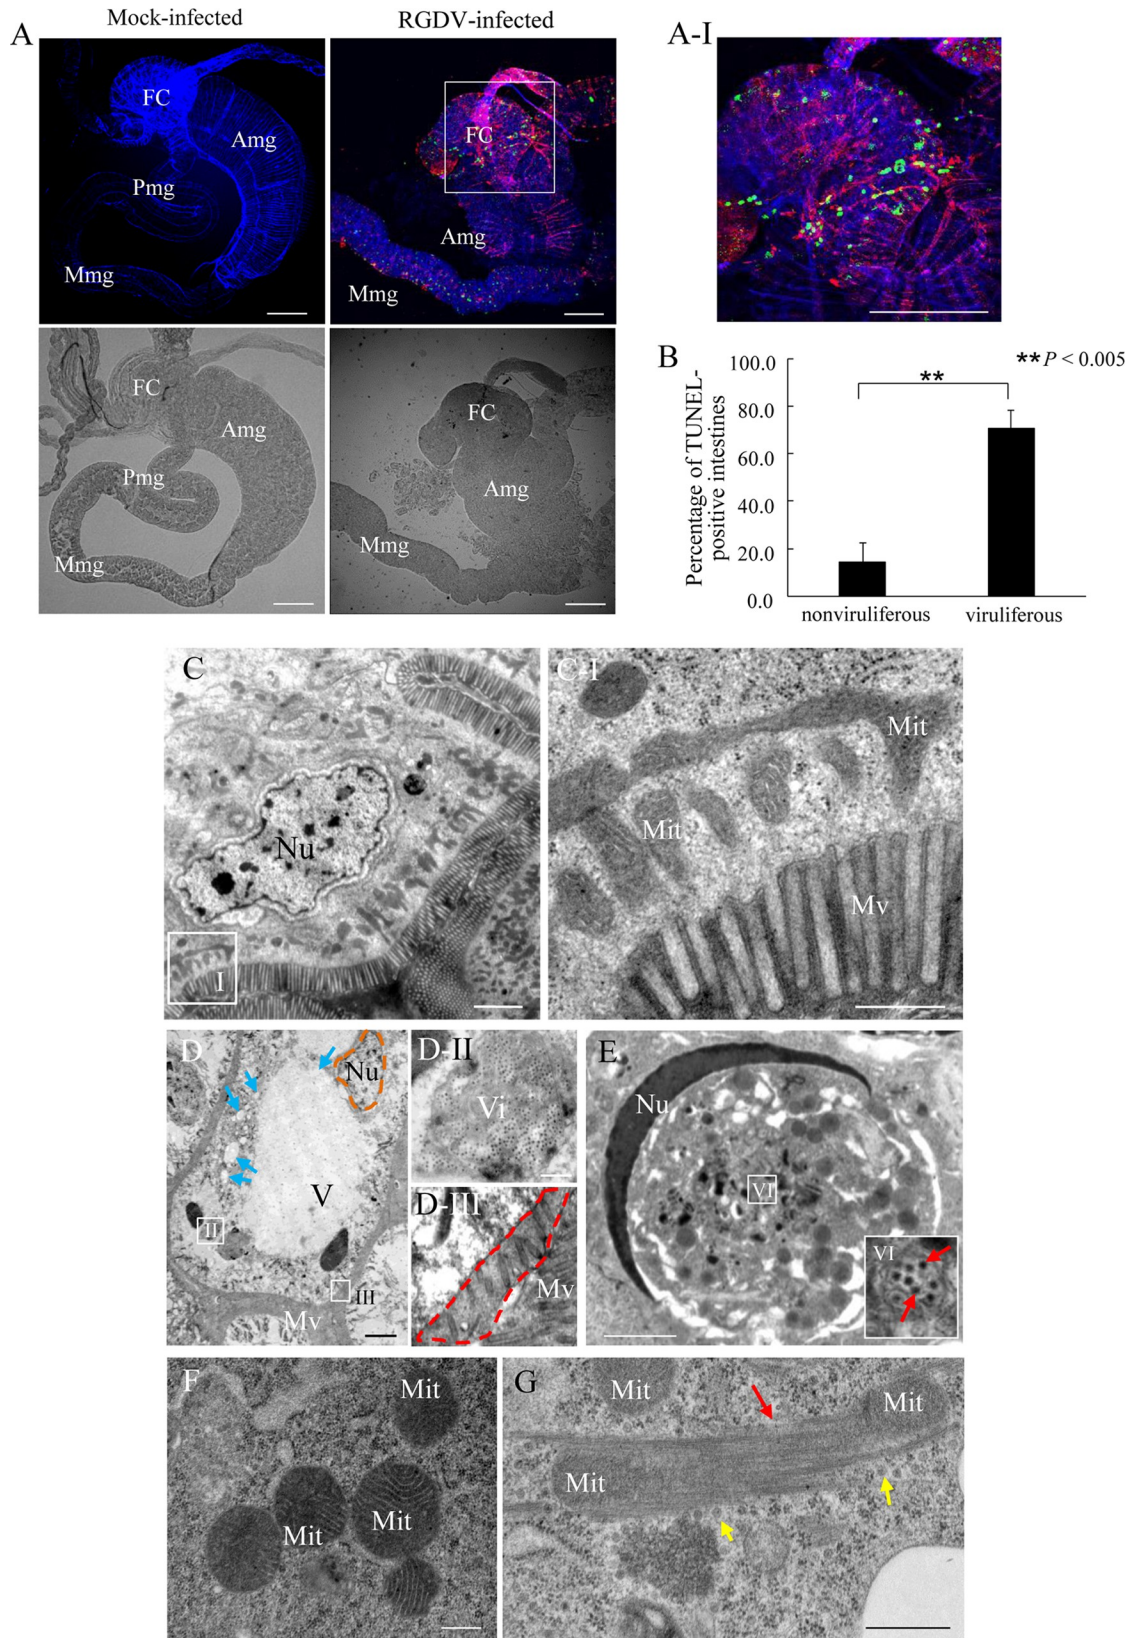 Mock-infected
RGDV-infected
A
FC
Amg
Pmg
Mmg
FC
Amg
Mmg
FC
Amg
Pmg
Mmg
FC
Amg
Mmg
A-I
B
**P < 0.005
**
Percentage of TUNEL-
positive intestines
100.0
80.0
60.0
40.0
20.0
0.0
nonviruliferous
viruliferous
C
Nu
I
C-I
Mit
Mit
Mv
D
Nu
V
II
III
Mv
D-II
Vi
D-III
Mv
E
Nu
VI
VI
F
Mit
Mit
Mit
G
Mit
Mit
Mit